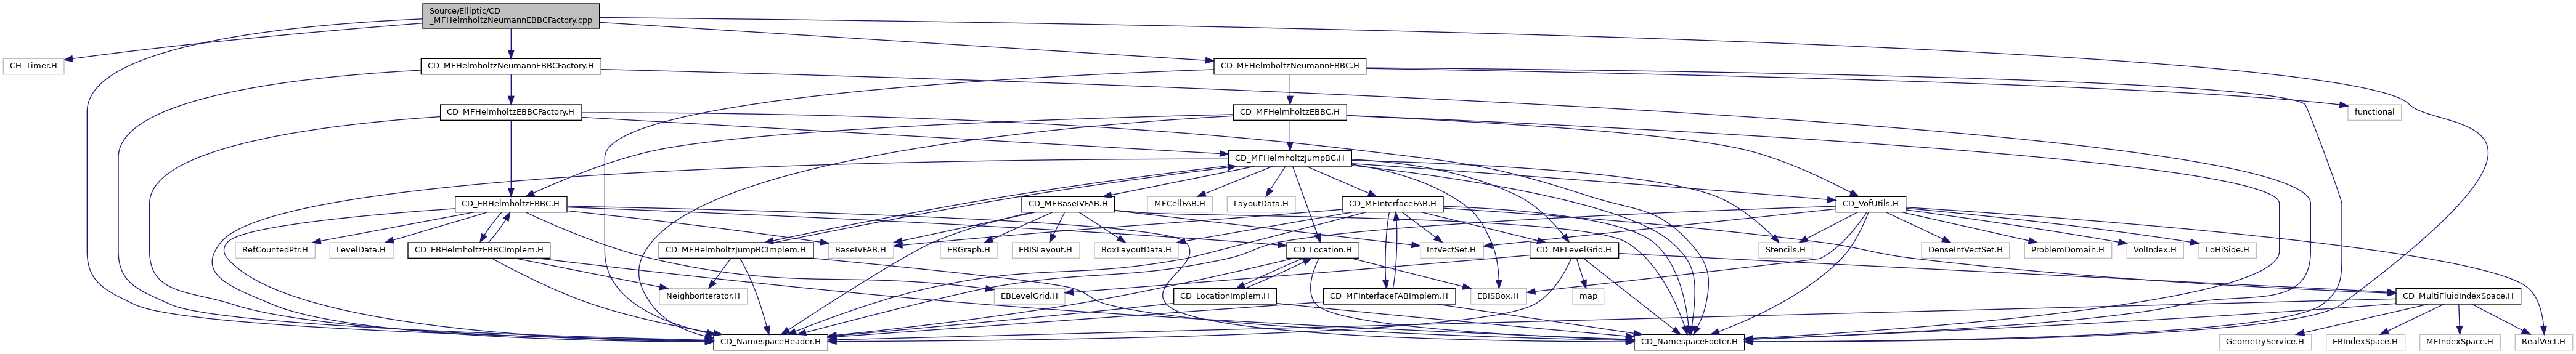 Source/Elliptic/CD
_MFHelmholtzNeumannEBBCFactory.cpp
CH_Timer.H
CD_MFHelmholtzNeumannEBBCFactory.H
CD_MFHelmholtzNeumannEBBC.H
CD_MFHelmholtzEBBCFactory.H
CD_MFHelmholtzEBBC.H
functional
CD_MFHelmholtzJumpBC.H
CD_EBHelmholtzEBBC.H
CD_MFBaseIVFAB.H
MFCellFAB.H
LayoutData.H
CD_MFInterfaceFAB.H
CD_VofUtils.H
RefCountedPtr.H
LevelData.H
CD_EBHelmholtzEBBCImplem.H
CD_MFHelmholtzJumpBCImplem.H
BaseIVFAB.H
EBGraph.H
EBISLayout.H
BoxLayoutData.H
CD_Location.H
IntVectSet.H
CD_MFLevelGrid.H
Stencils.H
DenseIntVectSet.H
ProblemDomain.H
VolIndex.H
LoHiSide.H
NeighborIterator.H
EBLevelGrid.H
CD_LocationImplem.H
CD_MFInterfaceFABImplem.H
EBISBox.H
map
CD_MultiFluidIndexSpace.H
CD_NamespaceHeader.H
CD_NamespaceFooter.H
GeometryService.H
EBIndexSpace.H
MFIndexSpace.H
RealVect.H